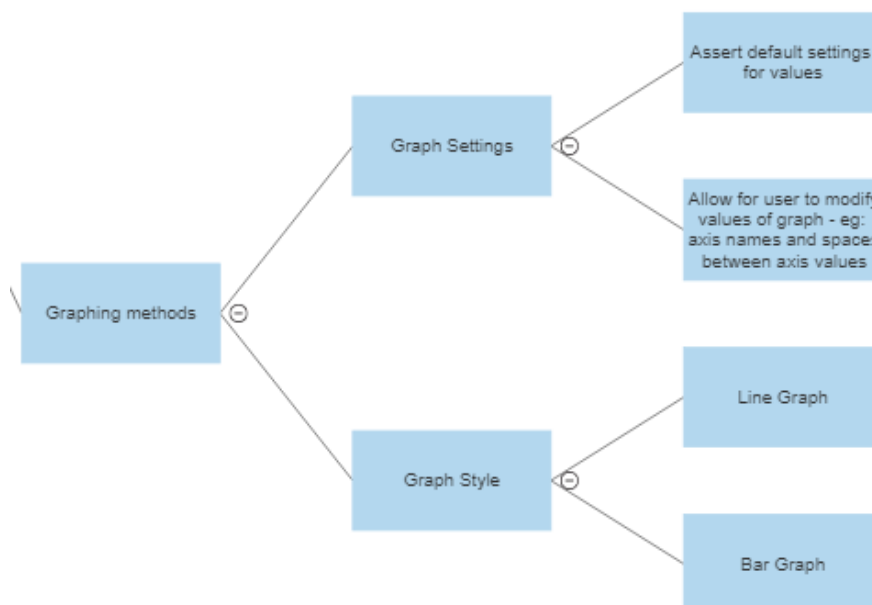 Assert default settings
for values
Graph Settings
Allow for user to modify
values of graph - eg:
axis names and spaces
between axis values
Graphing methods
Line Graph
Graph Style
Bar Graph